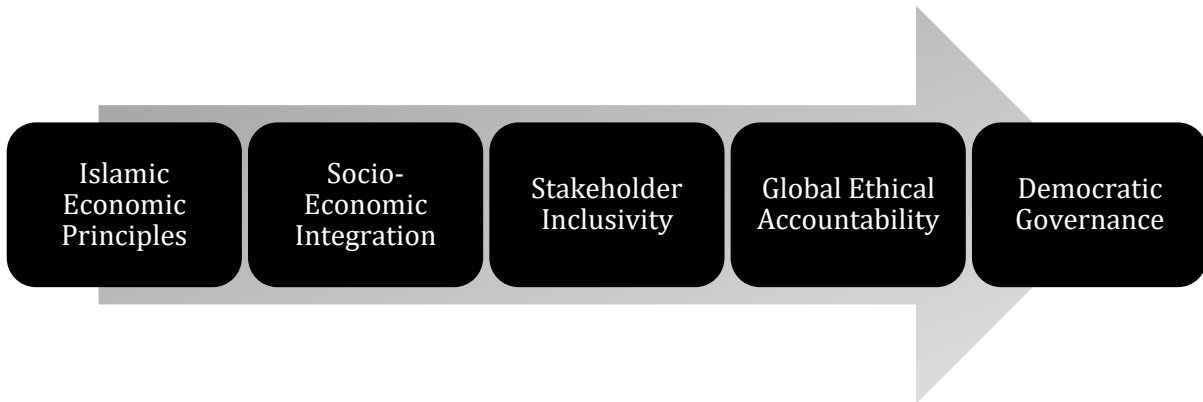 Islamic
Economic
Principles
Socio-
Economic
Integration
Stakeholder
Inclusivity
Global Ethical
Accountability
Democratic
Governance